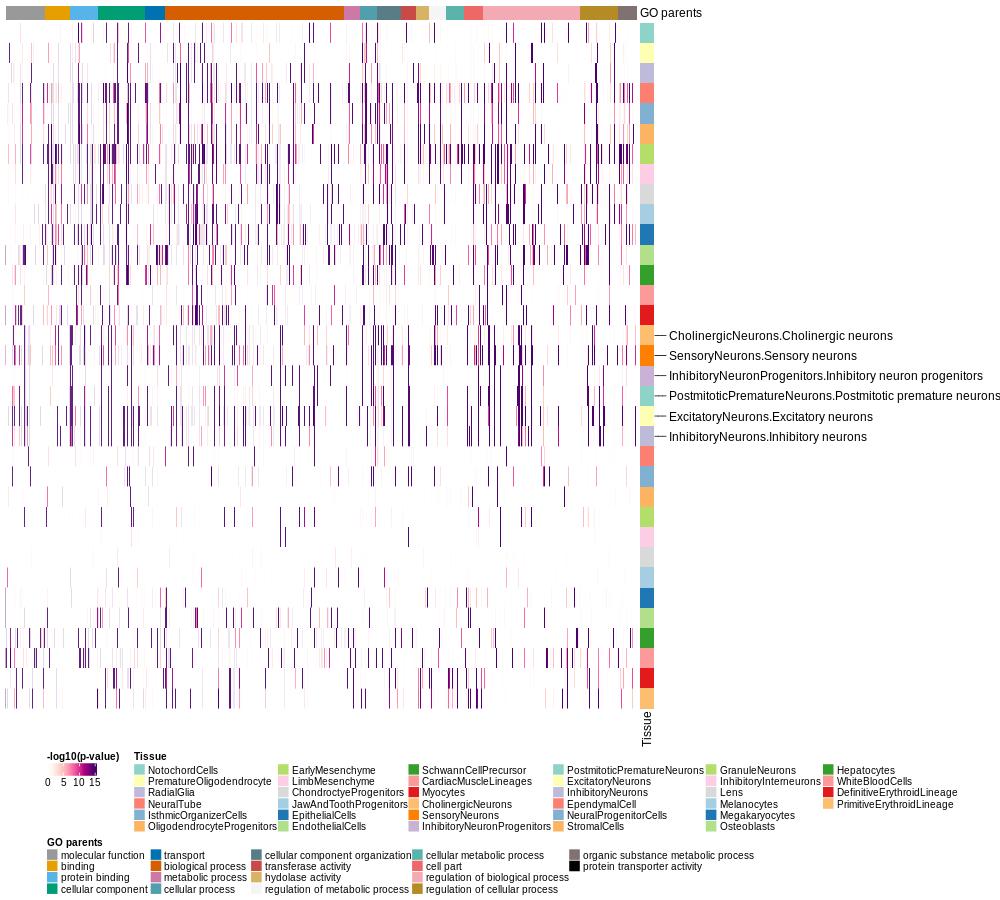 GO parents
CholinergicNeurons.Cholinergic neurons
SensoryNeurons.Sensory neurons
InhibitoryNeuronProgenitors.Inhibitory neuron progenitors
PostmitoticPrematureNeurons.Postmitotic premature neurons
ExcitatoryNeurons.Excitatory neurons
InhibitoryNeurons.Inhibitory neurons
Tissue
-log10(p-value)
0 5 10 15
Tissue
NotochordCells
PrematureOligodendrocyte
RadialGlia
NeuralTube
IsthmicOrganizerCells
OligodendrocyteProgenitors
EarlyMesenchyme
LimbMesenchyme
ChondroctyeProgenitors
JawAndToothProgenitors
EpithelialCells
EndothelialCells
SchwannCellPrecursor
CardiacMuscleLineages
Myocytes
CholinergicNeurons
SensoryNeurons
InhibitoryNeuronProgenitors
PostmitoticPrematureNeurons
ExcitatoryNeurons
InhibitoryNeurons
EpendymalCell
NeuralProgenitorCells
StromalCells
GranuleNeurons
InhibitoryInterneurons
Lens
Melanocytes
Megakaryocytes
Osteoblasts
Hepatocytes
WhiteBloodCells
DefinitiveErythroidLineage
PrimitiveErythroidLineage
GO parents
molecular function
binding
protein binding
cellular component
transport
biological process
metabolic process
cellular process
cellular component organization
transferase activity
hydolase activity
regulation of metabolic process
cellular metabolic process
cell part
regulation of biological process
regulation of cellular process
organic substance metabolic process
protein transporter activity